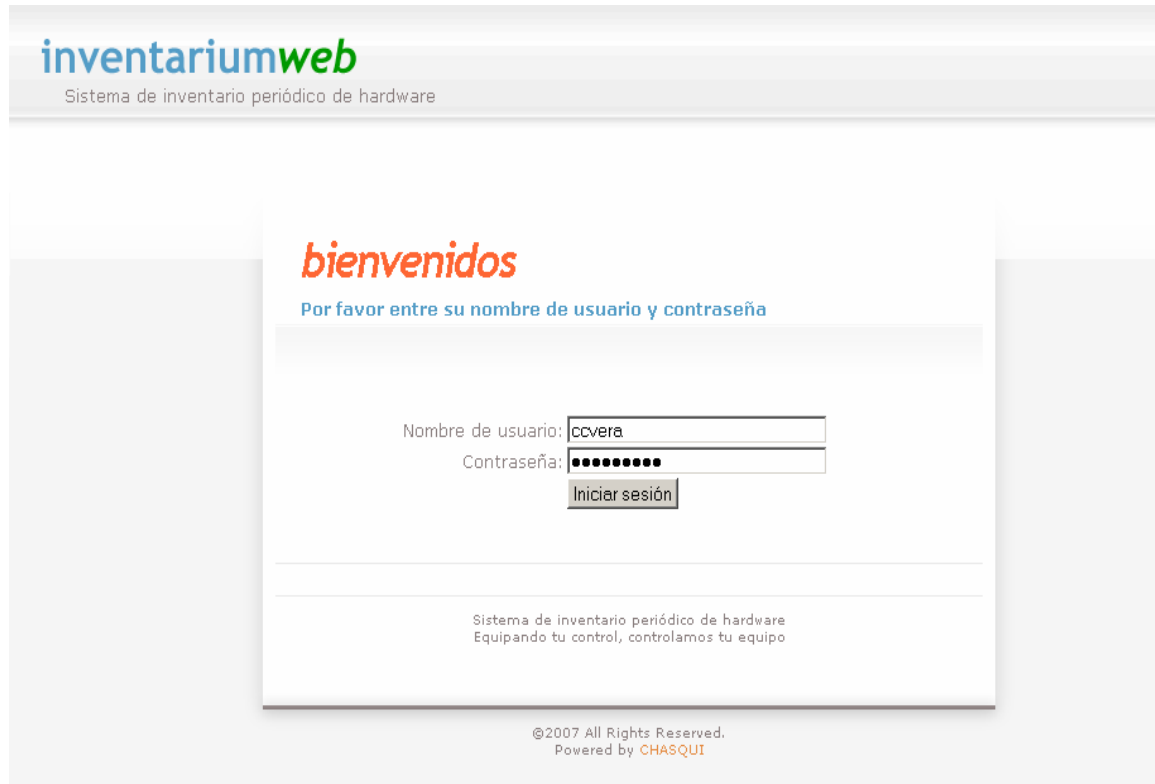 inventariumweb
Sistema de inventario periódico de hardware
bienvenidos
Por favor entre su nombre de usuario y contraseña
Nombre de usuario: ccvera
Contraseña: •••••••••
Iniciar sesión
Sistema de inventario periódico de hardware
Equipando tu control, controlamos tu equipo
©2007 All Rights Reserved.
Powered by CHASQUI